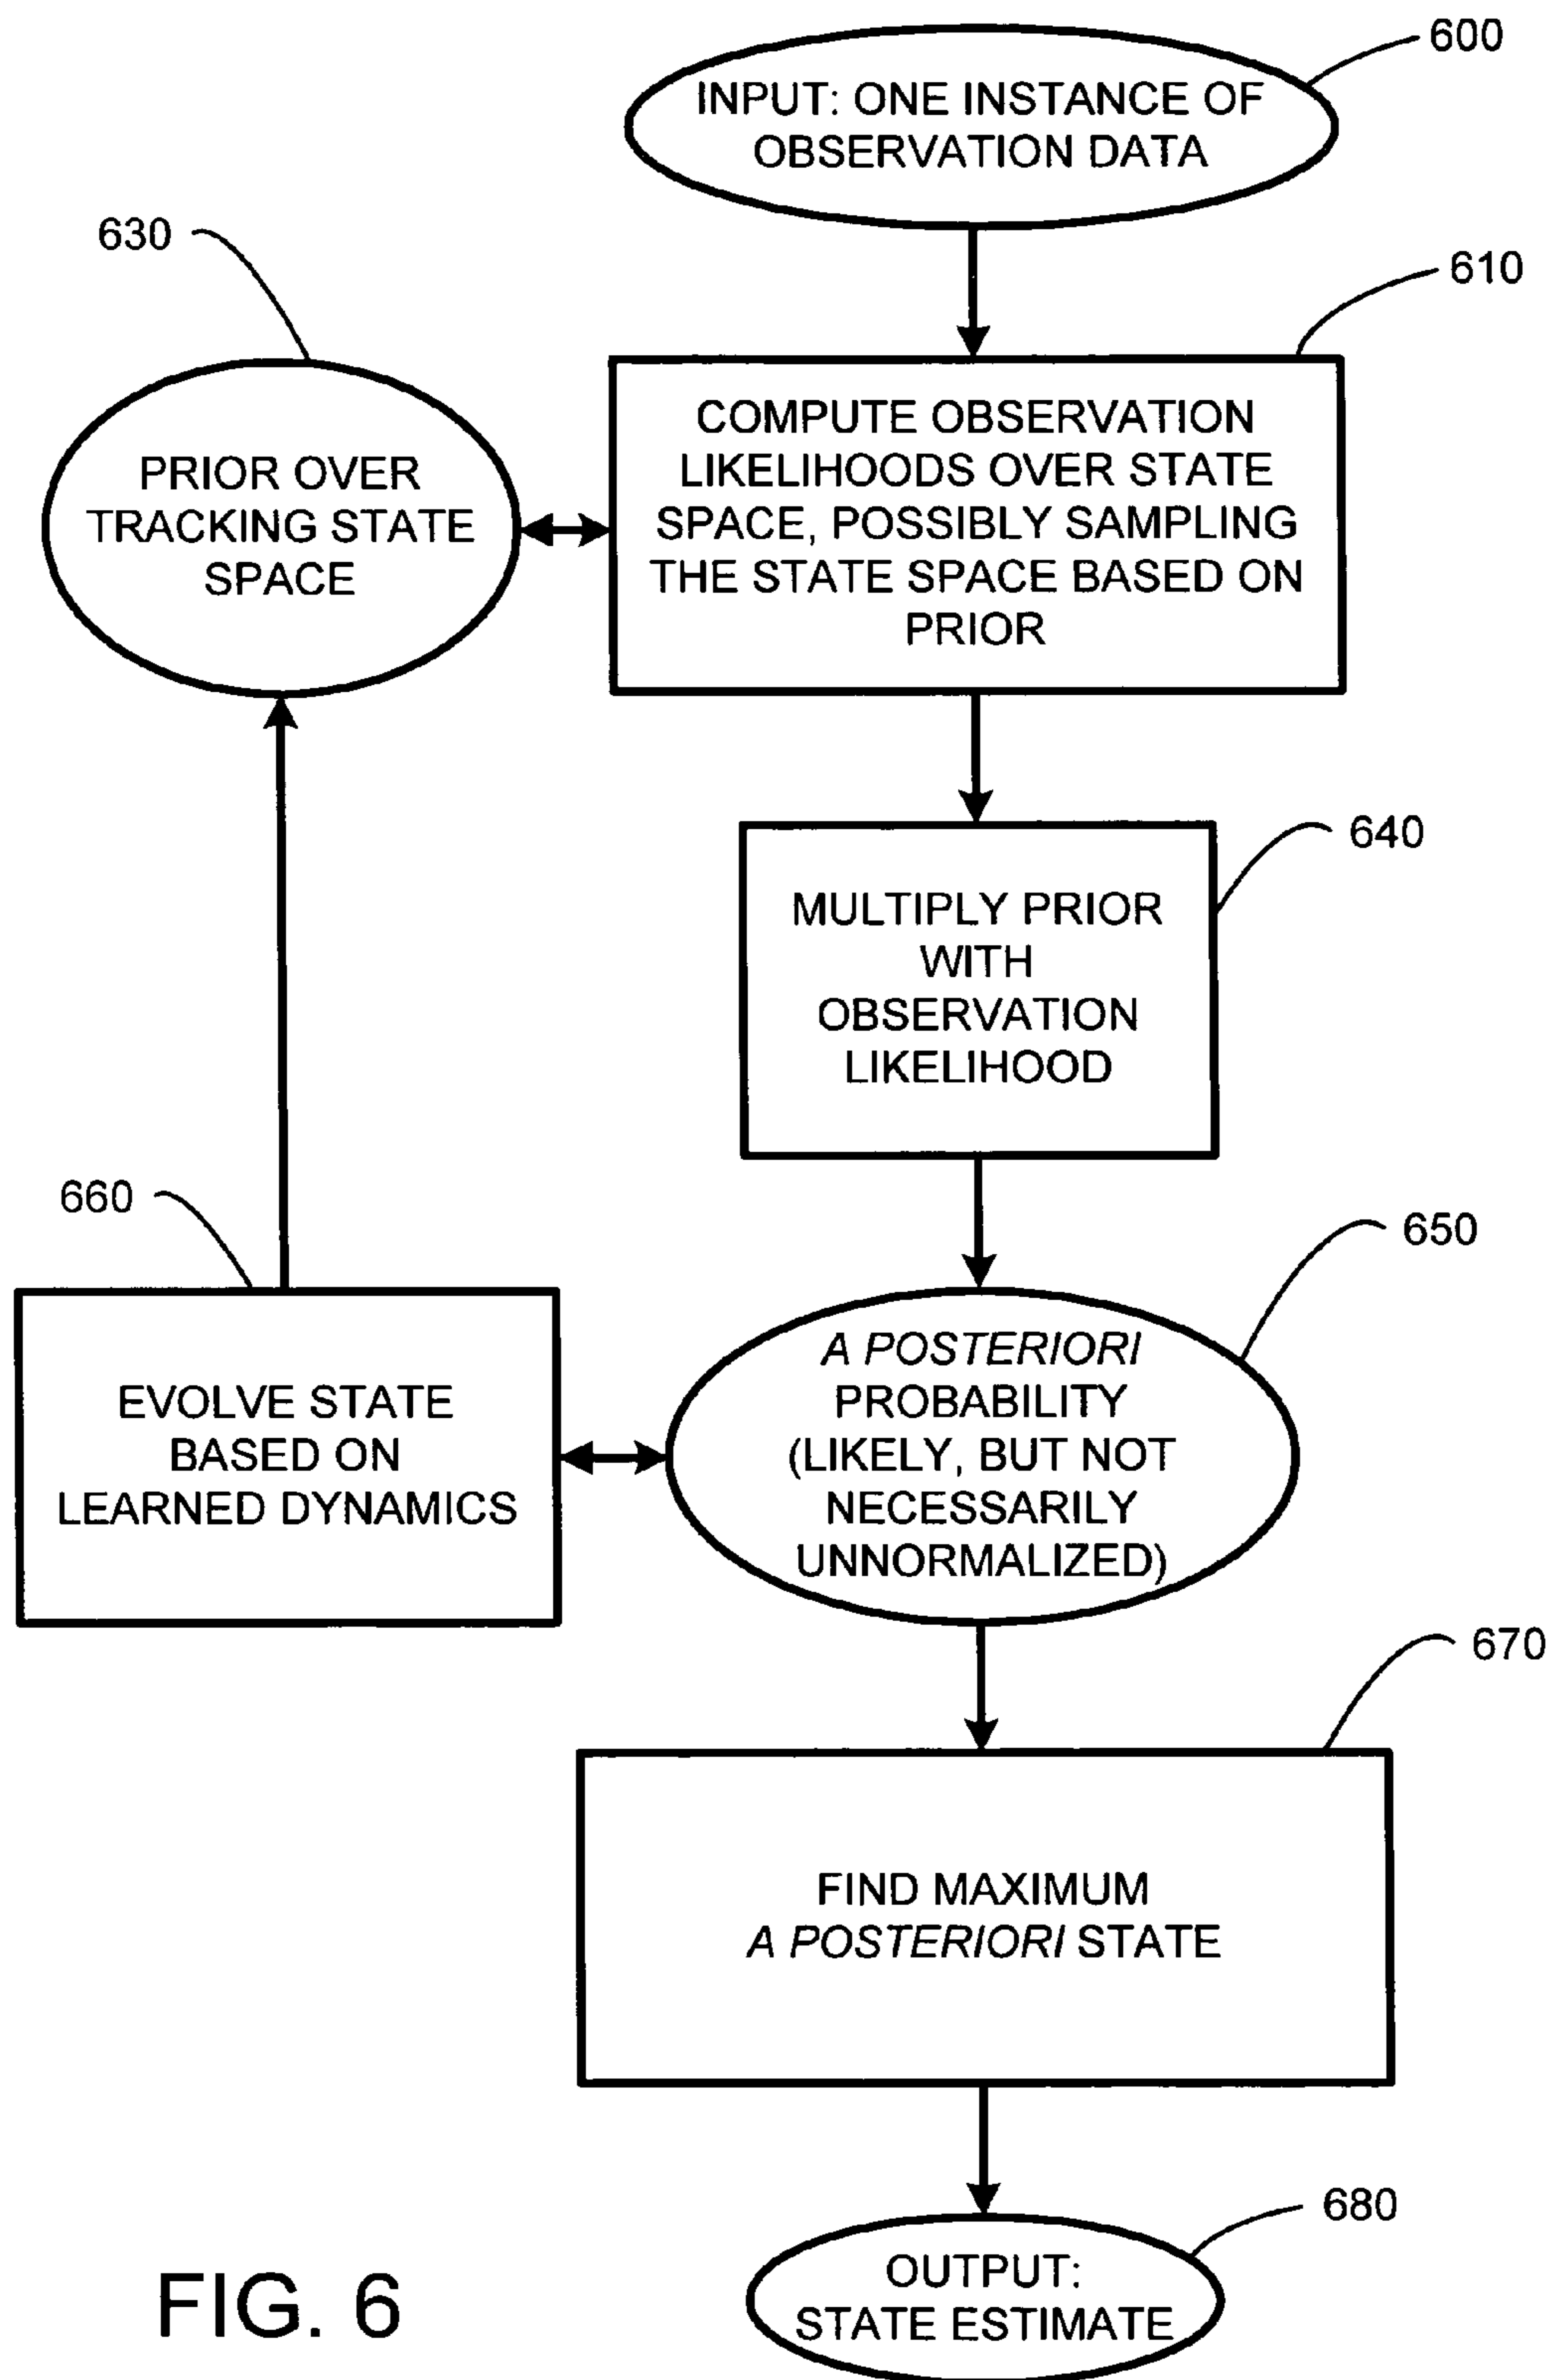 600
INPUT: ONE INSTANCE OF
OBSERVATION DATA
630
610
PRIOR OVER
TRACKING STATE
SPACE
COMPUTE OBSERVATION
LIKELIHOODS OVER STATE
SPACE, POSSIBLY SAMPLING
THE STATE SPACE BASED ON
PRIOR
640
MULTIPLY PRIOR
WITH
OBSERVATION
LIKELIHOOD
660
650
EVOLVE STATE
BASED ON
LEARNED DYNAMICS
A POSTERIORI
PROBABILITY
(LIKELY, BUT NOT
NECESSARILY
UNNORMALIZED)
670
FIND MAXIMUM
A POSTERIORI STATE
680
OUTPUT:
STATE ESTIMATE
FIG. 6